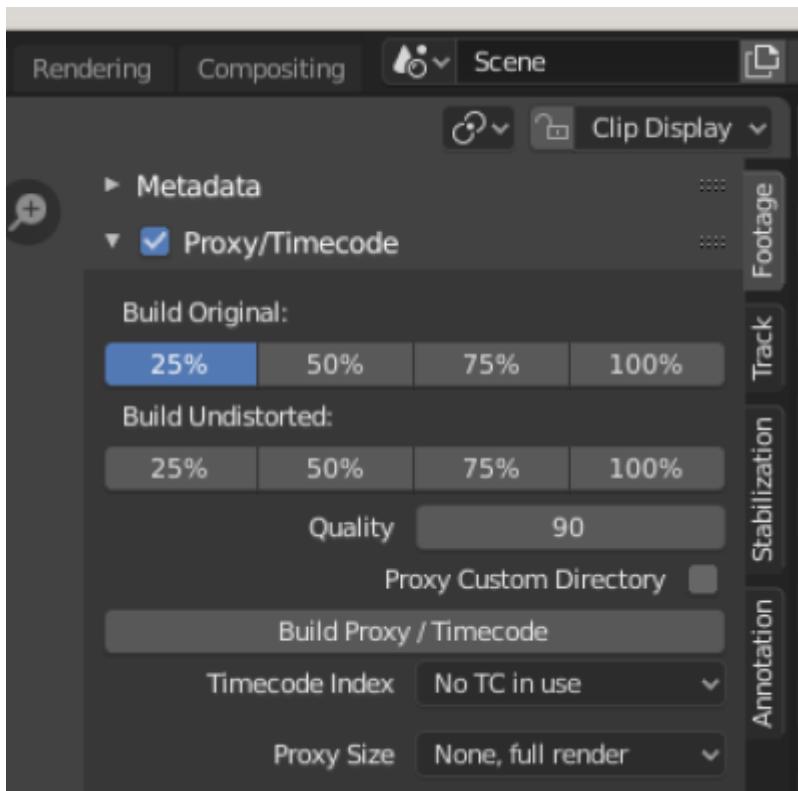 Rendering Compositing Scene
Clip Display
Metadata
Proxy/Timecode
Build Original:
25% 50% 75% 100%
Build Undistorted:
25% 50% 75% 100%
Quality 90
Proxy Custom Directory
Build Proxy / Timecode
Timecode Index No TC in use
Proxy Size None, full render
Footage
Track
Stabilization
Annotation